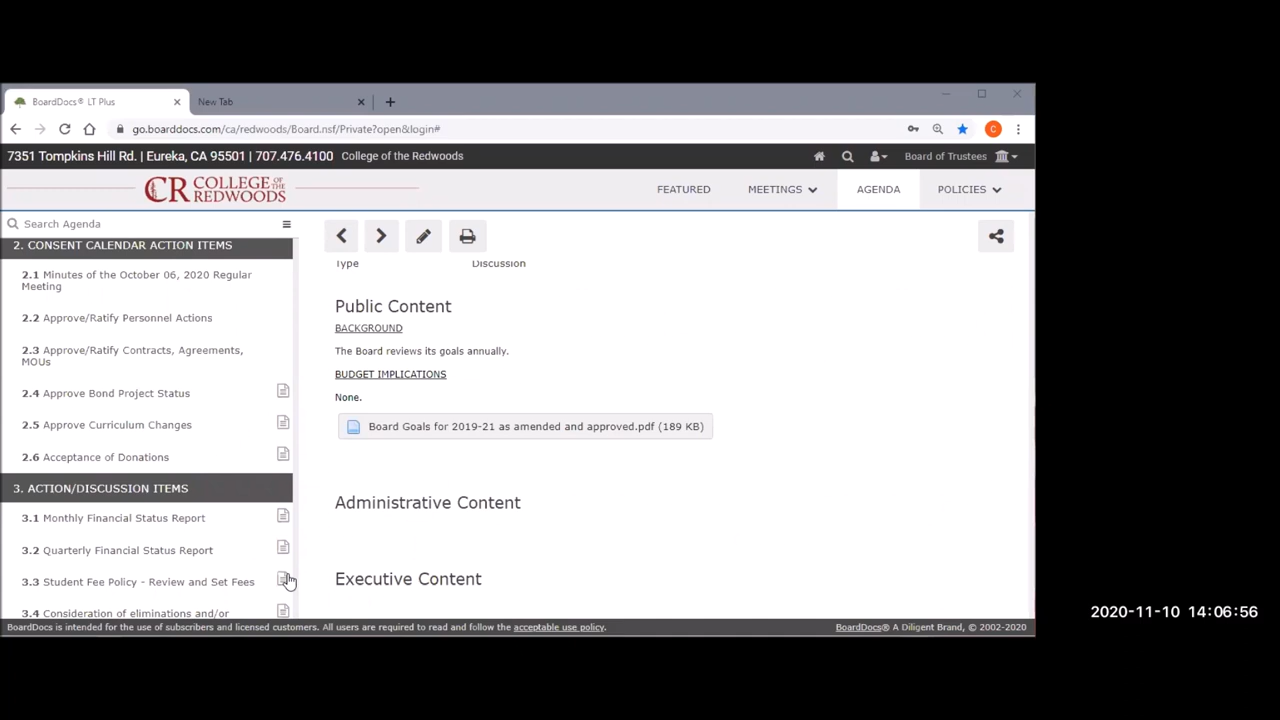 BoardDocs® LT Plus
New Tab
go.boarddocs.com/ca/redwoods/Board.nsf/Private?open&login#
C
7351 Tompkins Hill Rd. | Eureka, CA 95501 | 707.476.4100 College of the Redwoods
Board of Trustees
CR COLLEGE OF THE REDWOODS
FEATURED
MEETINGS
AGENDA
POLICIES
Search Agenda
2. CONSENT CALENDAR ACTION ITEMS
2.1 Minutes of the October 06, 2020 Regular
Meeting
2.2 Approve/Ratify Personnel Actions
2.3 Approve/Ratify Contracts, Agreements,
MOUs
2.4 Approve Bond Project Status
2.5 Approve Curriculum Changes
2.6 Acceptance of Donations
3. ACTION/DISCUSSION ITEMS
3.1 Monthly Financial Status Report
3.2 Quarterly Financial Status Report
3.3 Student Fee Policy - Review and Set Fees
3.4 Consideration of eliminations and/or
Type Discussion
Public Content
BACKGROUND
The Board reviews its goals annually.
BUDGET IMPLICATIONS
None.
Board Goals for 2019-21 as amended and approved.pdf (189 KB)
Administrative Content
Executive Content
BoardDocs is intended for the use of subscribers and licensed customers. All users are required to read and follow the acceptable use policy.
BoardDocs® A Diligent Brand, © 2002-2020
2020-11-10 14:06:56